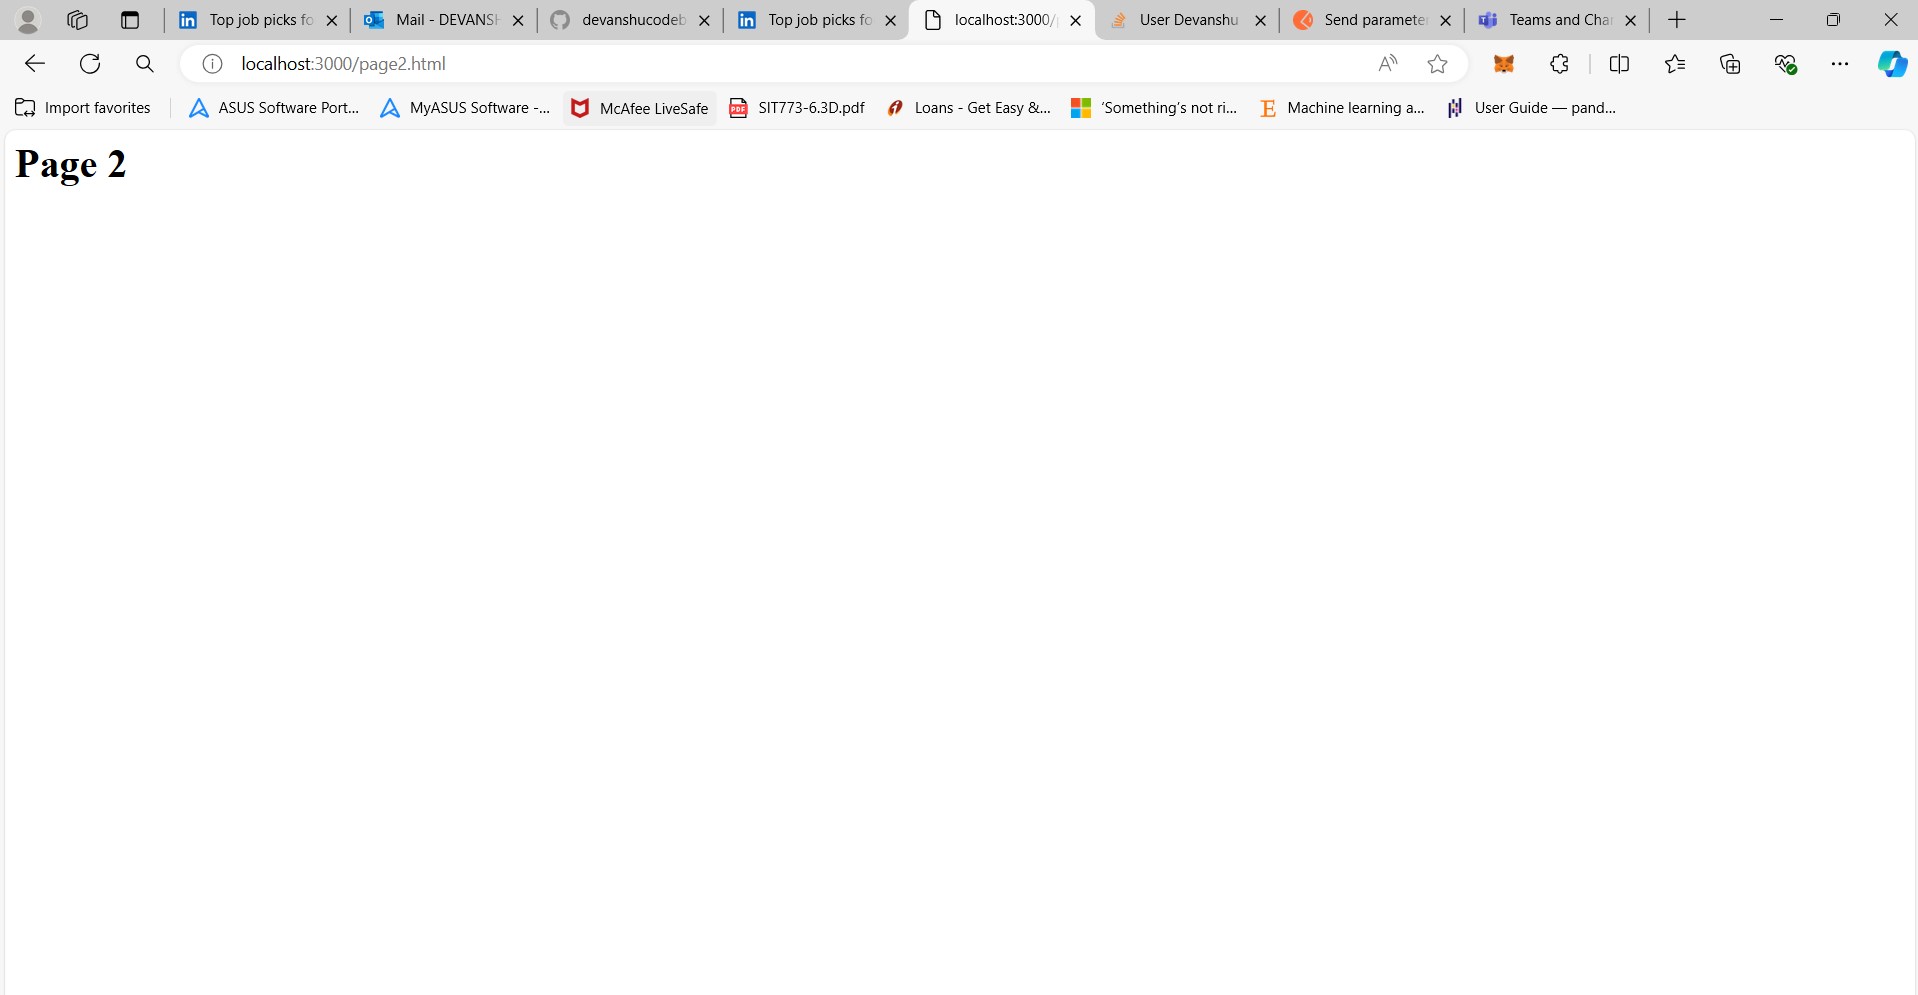 Top job picks fo
Mail - DEVANSH
devanshucodeb
Top job picks fo
localhost:3000/
User Devanshu
Send paramete
Teams and Cha
localhost:3000/page2.html
Import favorites
ASUS Software Port...
MyASUS Software -...
McAfee LiveSafe
SIT773-6.3D.pdf
Loans - Get Easy &...
'Something's not ri...
Machine learning a...
User Guide — pand...
Page 2